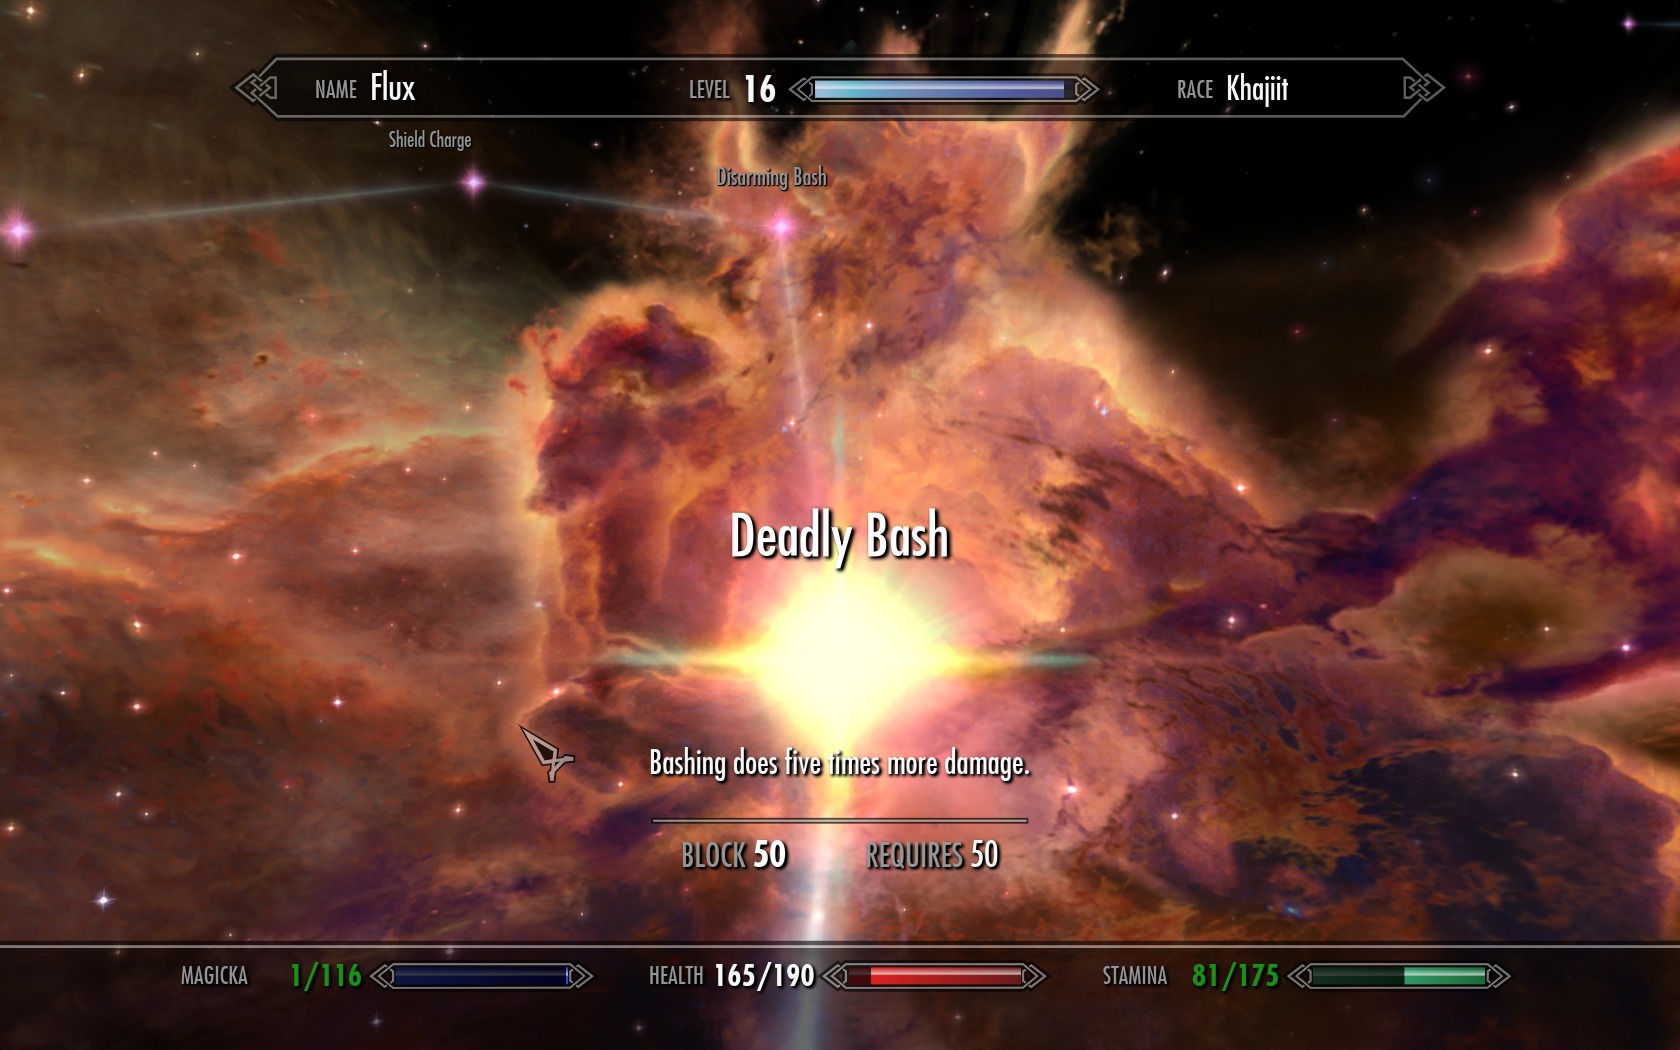 NAME Flux LEVEL 16 RACE Khajiit
Shield Charge
Disarming Bash
Deadly Bash
Bashing does five times more damage.
BLOCK 50 REQUIRES 50
MAGICKA 1/116 HEALTH 165/190 STAMINA 81/175